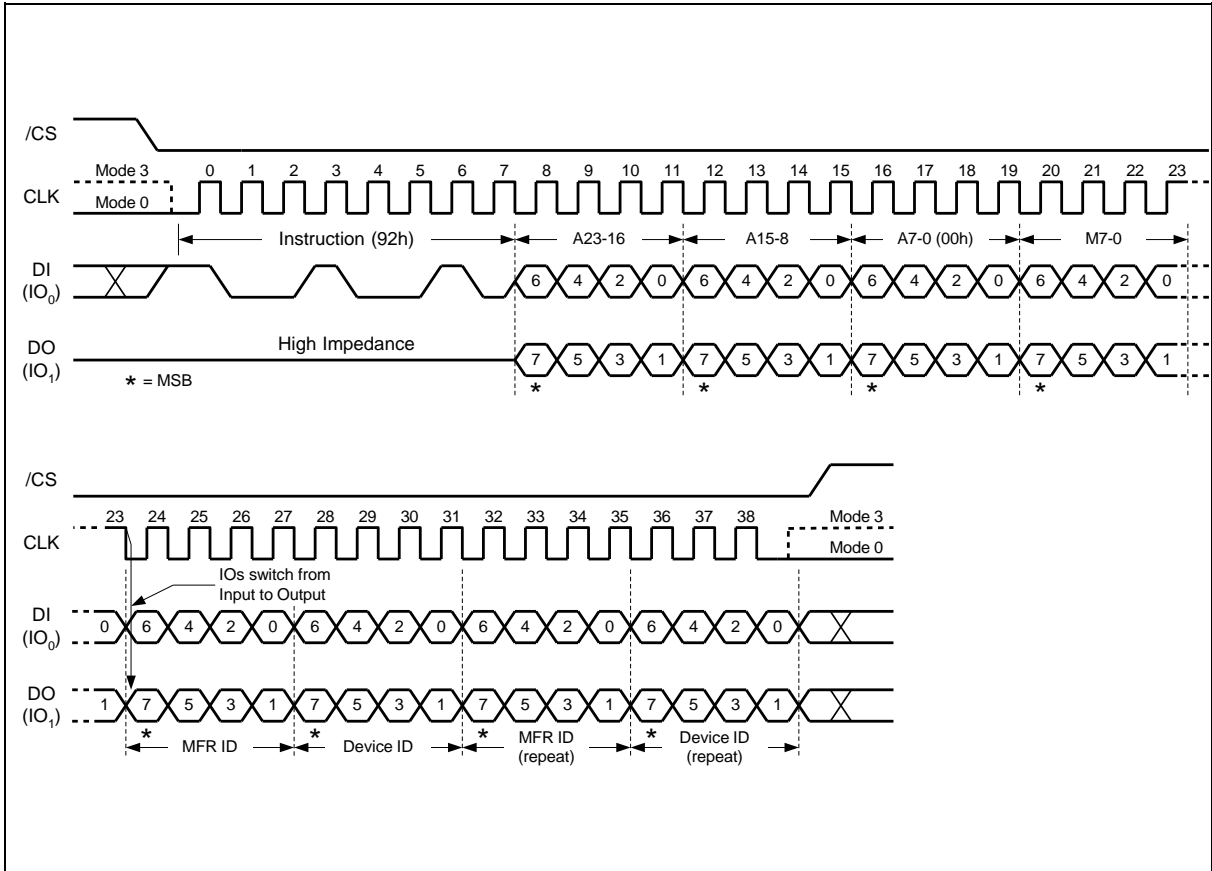 /CS
Mode 3 0 1 2 3 4 5 6 7 8 9 10 11 12 13 14 15 16 17 18 19 20 21 22 23
CLK
Mode 0
Instruction (92h) A23-16 A15-8 A7-0 (00h) M7-0
DI
(IO0) 6 4 2 0 6 4 2 0 6 4 2 0 6 4 2 0
High Impedance
DO
(IO1) 7 5 3 1 7 5 3 1 7 5 3 1 7 5 3 1
* = MSB * * * *
/CS
23 24 25 26 27 28 29 30 31 32 33 34 35 36 37 38 Mode 3
CLK
Mode 0
IOs switch from
Input to Output
DI
(IO0) 0 6 4 2 0 6 4 2 0 6 4 2 0 6 4 2 0
DO
(IO1) 1 7 5 3 1 7 5 3 1 7 5 3 1 7 5 3 1
* * * *
MFR ID Device ID MFR ID
(repeat) Device ID
(repeat)